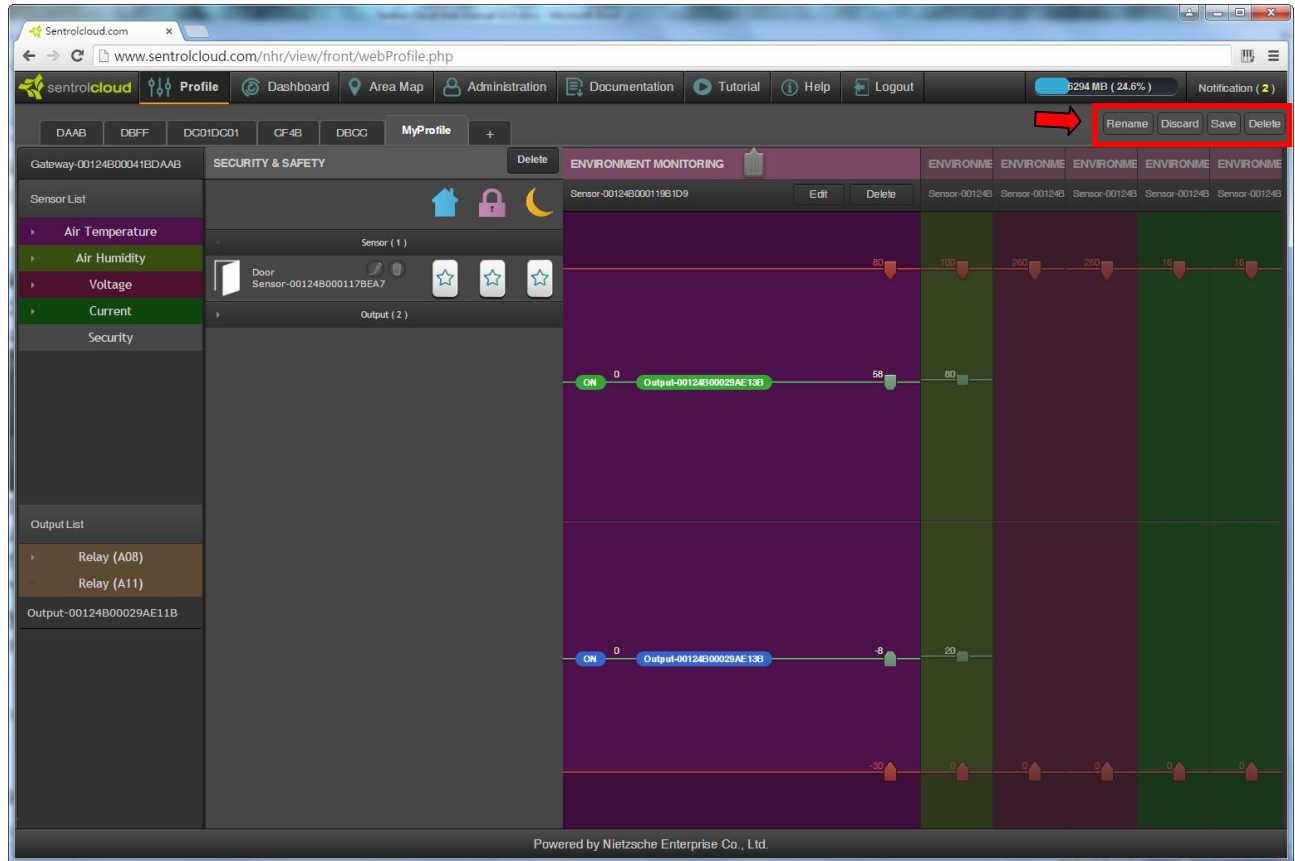 Sentrolcloud.com
www.sentrolcloud.com/nhr/view/front/webProfile.php
sentrolcloud Profile Dashboard Area Map Administration Documentation Tutorial Help Logout 6294 MB ( 24.6% ) Notification ( 2 )
DAAB DBFF DC01DC01 CF4B DBCC MyProfile + Rename Discard Save Delete
Gateway-00124B00041BDAAB SECURITY & SAFETY Delete ENVIRONMENT MONITORING ENVIRONME ENVIRONME ENVIRONME ENVIRONME ENVIRONME
Sensor List Sensor-00124B000119B1D9 Edit Delete Sensor-00124B Sensor-00124B Sensor-00124B Sensor-00124B Sensor-00124B
Air Temperature
Sensor ( 1 )
Air Humidity
80 100 260 260 16 16
Door
Sensor-00124B000117BEA7
Voltage
Current
Output ( 2 )
Security
ON 0 Output-00124B00029AE13B 58 80
Output List
Relay (A08)
Relay (A11)
Output-00124B00029AE11B
ON 0 Output-00124B00029AE13B -8 20
-30 0 0 0 0 0
Powered by Nietzsche Enterprise Co., Ltd.